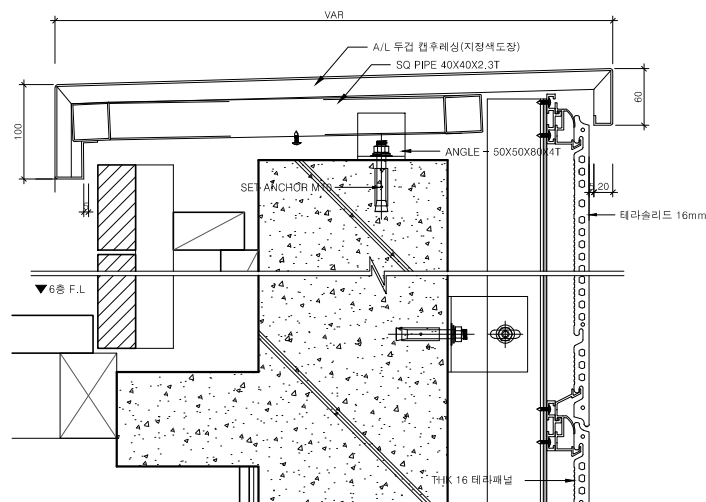 VAR
A/L 두겁 캡후레싱(지정색도장)
SQ PIPE 40X40X2.3T
100
60
ANGLE - 50X50X80X4T
SET ANCHOR M10
20
테라솔리드 16mm
▼6층 F.L
THK 16 테라패널